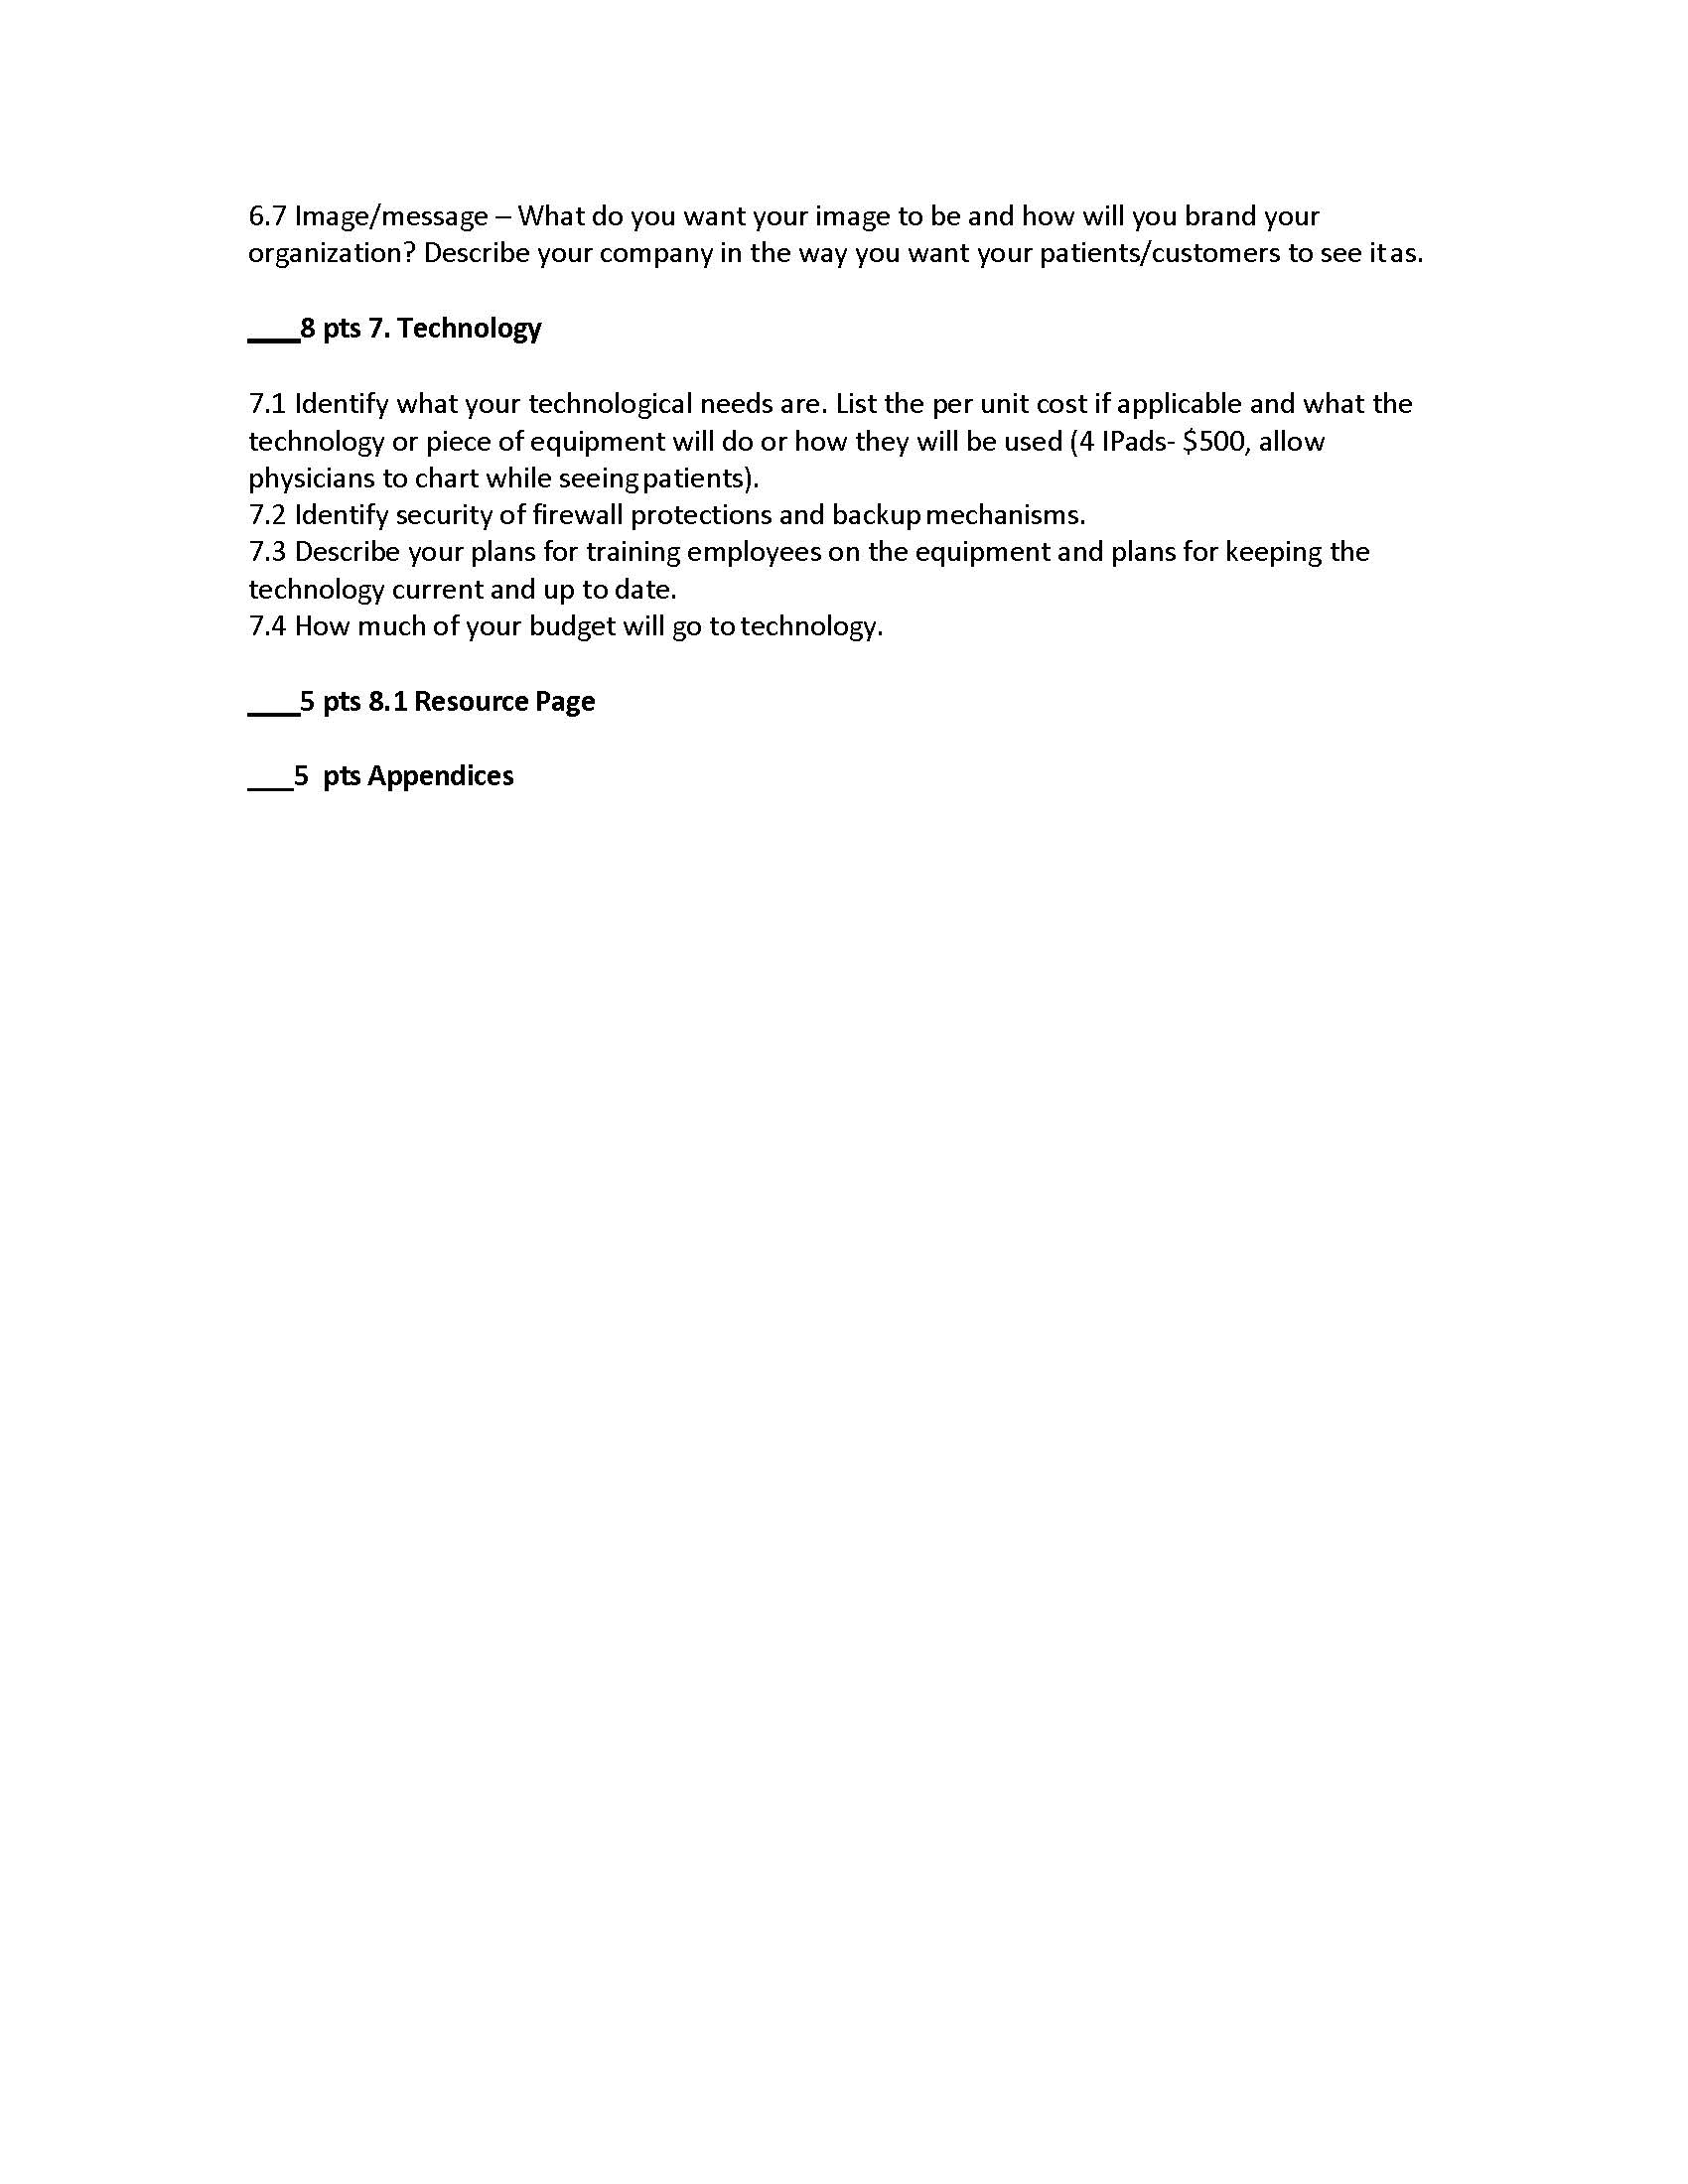 6.7 Image/message – What do you want your image to be and how will you brand your
organization? Describe your company in the way you want your patients/customers to see it as.
____8 pts 7. Technology
7.1 Identify what your technological needs are. List the per unit cost if applicable and what the
technology or piece of equipment will do or how they will be used (4 IPads- $500, allow
physicians to chart while seeing patients).
7.2 Identify security of firewall protections and backup mechanisms.
7.3 Describe your plans for training employees on the equipment and plans for keeping the
technology current and up to date.
7.4 How much of your budget will go to technology.
____5 pts 8.1 Resource Page
___5 pts Appendices